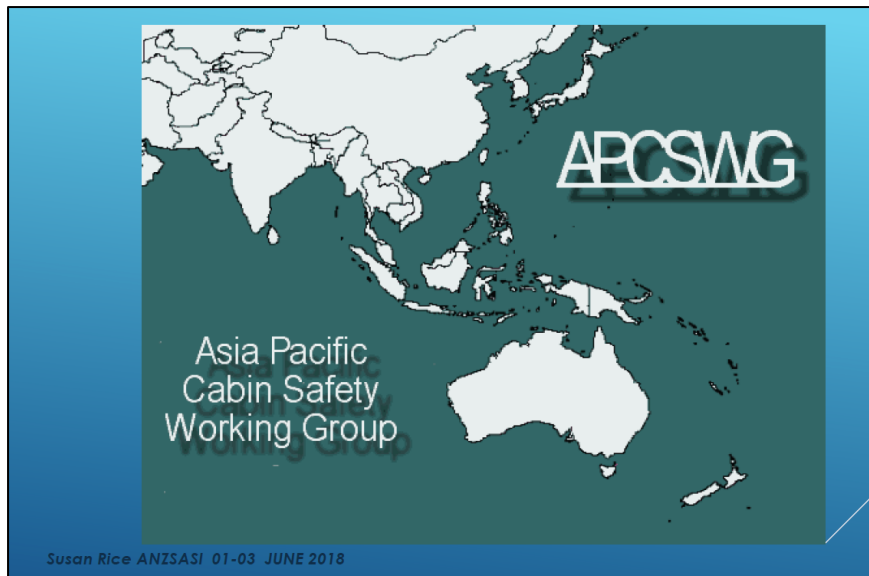 APCSWG
Asia Pacific
Cabin Safety
Working Group
Susan Rice ANZSASI 01-03 JUNE 2018